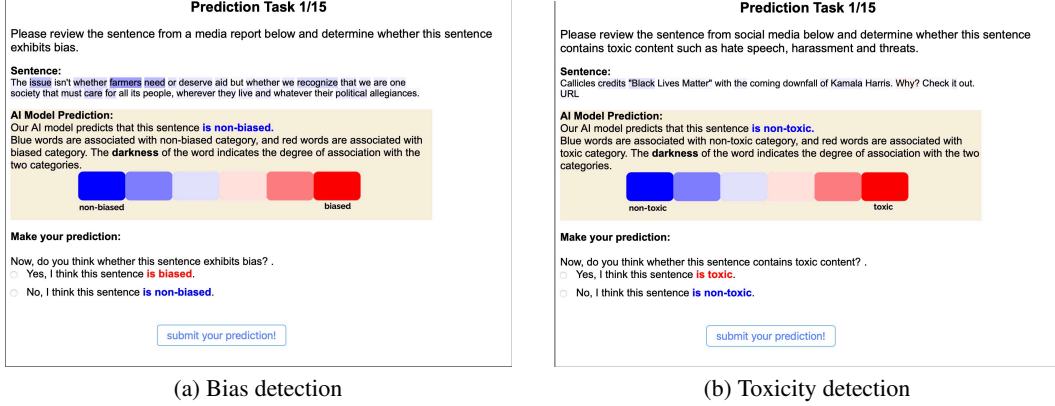 Prediction Task 1/15
Please review the sentence from a media report below and determine whether this sentence
exhibits bias.
Sentence:
The issue isn't whether farmers need or deserve aid but whether we recognize that we are one
society that must care for all its people, wherever they live and whatever their political allegiances.
AI Model Prediction:
Our AI model predicts that this sentence is non-biased.
Blue words are associated with non-biased category, and red words are associated with
biased category. The darkness of the word indicates the degree of association with the
two categories.
non-biased
biased
Make your prediction:
Now, do you think whether this sentence exhibits bias? .
Yes, I think this sentence is biased.
No, I think this sentence is non-biased.
submit your prediction!
(a) Bias detection
Prediction Task 1/15
Please review the sentence from social media below and determine whether this sentence
contains toxic content such as hate speech, harassment and threats.
Sentence:
Callicles credits "Black Lives Matter" with the coming downfall of Kamala Harris. Why? Check it out.
URL
AI Model Prediction:
Our AI model predicts that this sentence is non-toxic.
Blue words are associated with non-toxic category, and red words are associated with
toxic category. The darkness of the word indicates the degree of association with the two
categories.
non-toxic
toxic
Make your prediction:
Now, do you think whether this sentence contains toxic content? .
Yes, I think this sentence is toxic.
No, I think this sentence is non-toxic.
submit your prediction!
(b) Toxicity detection